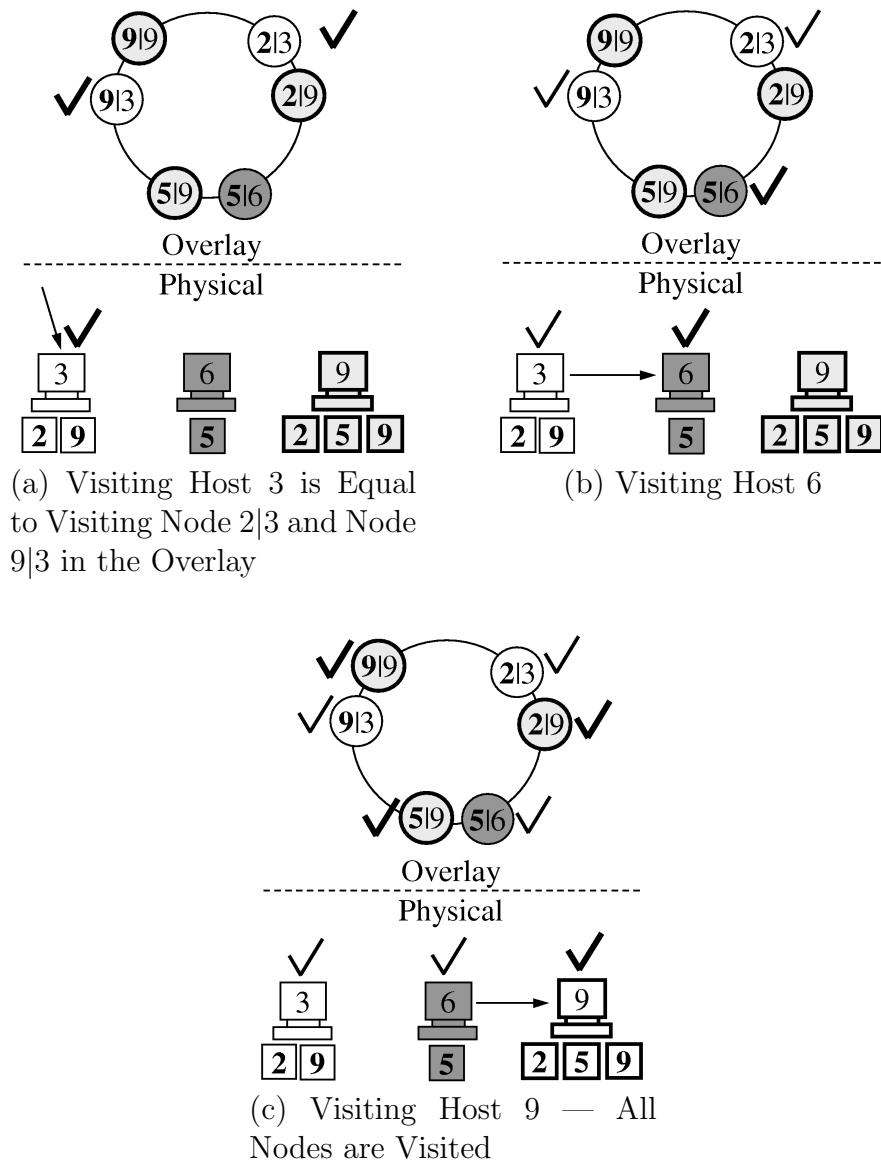 9|9 2|3
9|3 2|9
5|9 5|6
Overlay
Physical
3 6 9
2 9 5 2 5 9
(a) Visiting Host 3 is Equal
to Visiting Node 2|3 and Node
9|3 in the Overlay
9|9 2|3
9|3 2|9
5|9 5|6
Overlay
Physical
3 6 9
2 9 5 2 5 9
(b) Visiting Host 6
9|9 2|3
9|3 2|9
5|9 5|6
Overlay
Physical
3 6 9
2 9 5 2 5 9
(c) Visiting Host 9 — All
Nodes are Visited